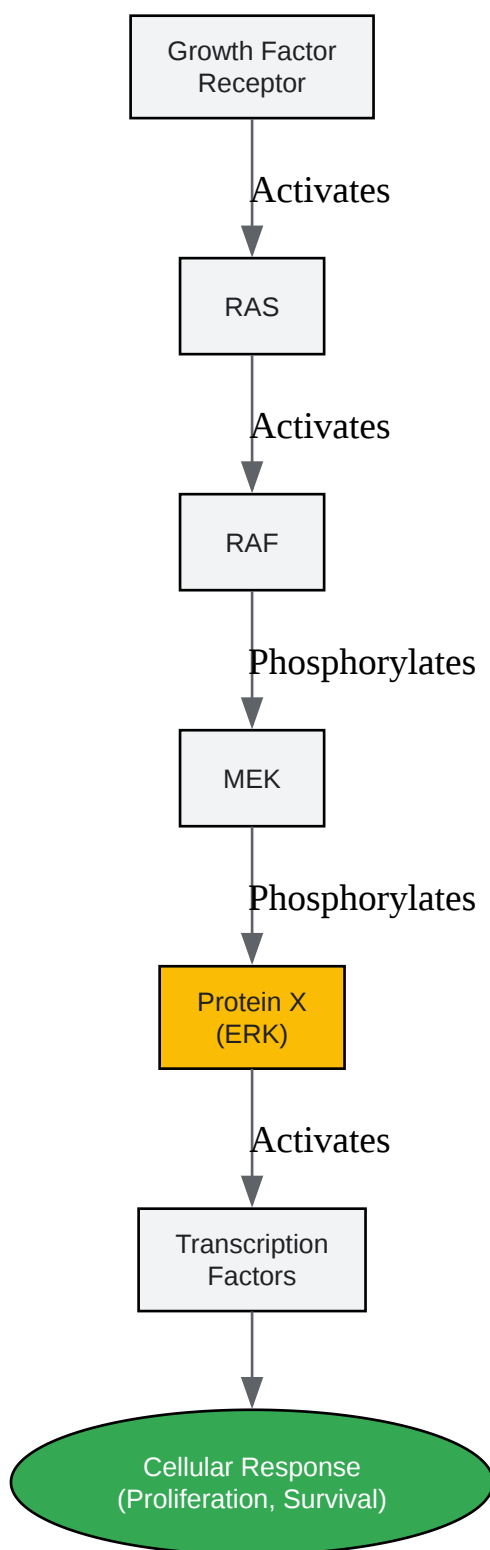 Growth Factor
Receptor
Activates
RAS
Activates
RAF
Phosphorylates
MEK
Phosphorylates
Protein X
(ERK)
Activates
Transcription
Factors
Cellular Response
(Proliferation, Survival)